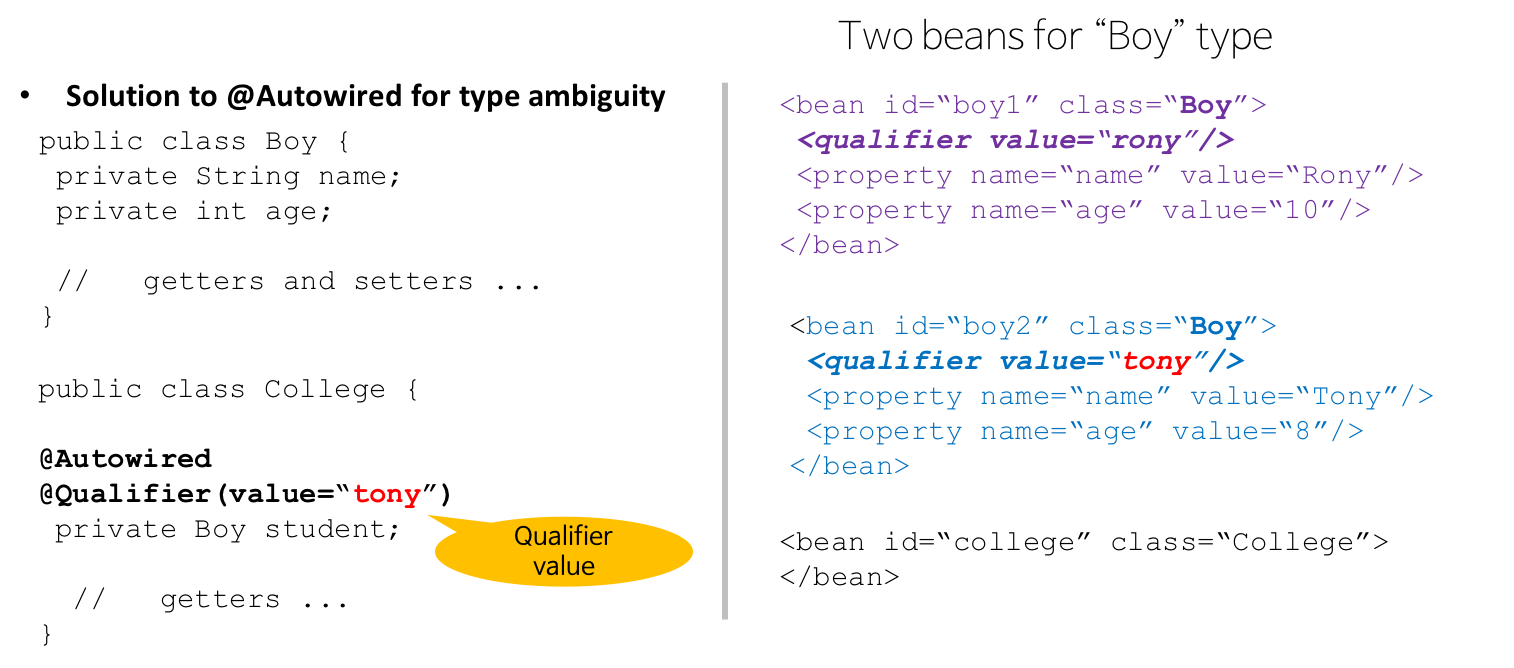 Two beans for “Boy” type
• Solution to @Autowired for type ambiguity
public class Boy {
private String name;
private int age;
// getters and setters ...
}
public class College {
@Autowired
@Qualifier(value=“tony”)
private Boy student;
Qualifier
value
// getters ...
}
<bean id=“boy1” class=“Boy”>
<qualifier value=“rony”/>
<property name=“name” value=“Rony”/>
<property name=“age” value=“10”/>
</bean>
<bean id=“boy2” class=“Boy”>
<qualifier value=“tony”/>
<property name=“name” value=“Tony”/>
<property name=“age” value=“8”/>
</bean>
<bean id=“college” class=“College”>
</bean>